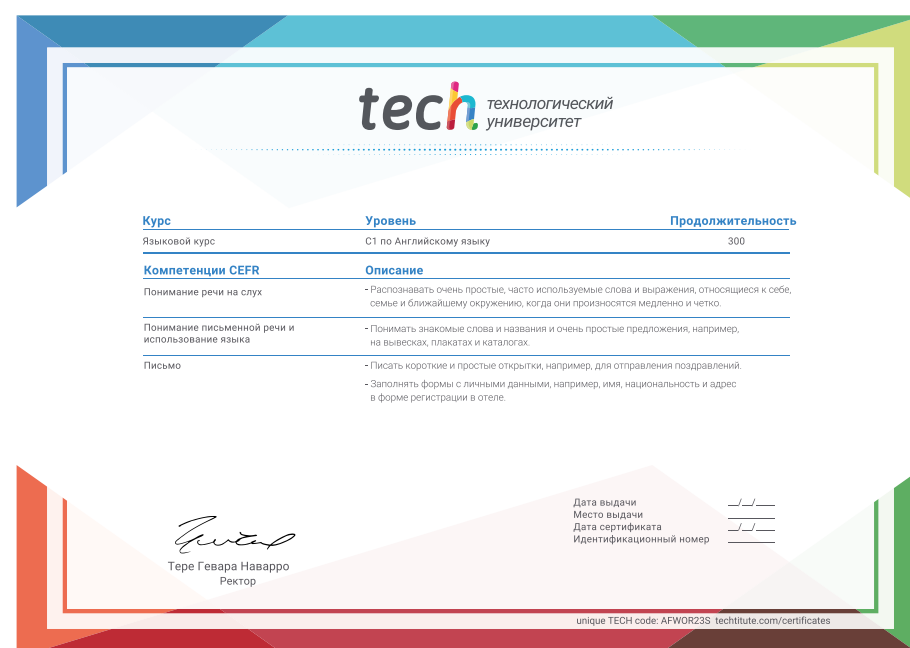 tech технологический
университет
Курс Уровень Продолжительность
Языковой курс С1 по Английскому языку 300
Компетенции CEFR Описание
Понимание речи на слух - Распознавать очень простые, часто используемые слова и выражения, относящиеся к себе,
семье и ближайшему окружению, когда они произносятся медленно и четко.
Понимание письменной речи и
использование языка
- Понимать знакомые слова и названия и очень простые предложения, например,
на вывесках, плакатах и каталогах.
Письмо - Писать короткие и простые открытки, например, для отправления поздравлений.
- Заполнять формы с личными данными, например, имя, национальность и адрес
в форме регистрации в отеле.
Дата выдачи __/__/____
Место выдачи ________
Дата сертификата __/__/____
Идентификационный номер ________
Тере Гевара Наварро
Ректор
unique TECH code: AFWOR23S techtitute.com/certificates